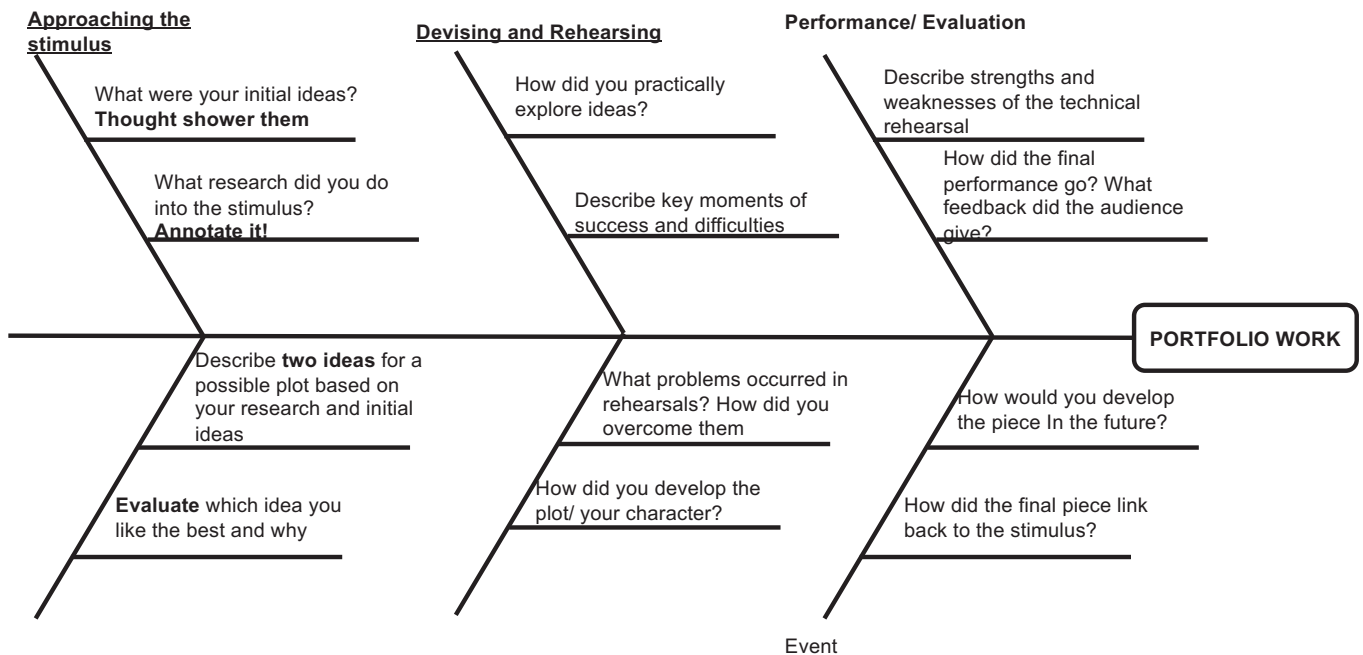 Approaching the
stimulus
What were your initial ideas?
Thought shower them
What research did you do
into the stimulus?
Annotate it!
Describe two ideas for a
possible plot based on
your research and initial
ideas
Evaluate which idea you
like the best and why
Devising and Rehearsing
How did you practically
explore ideas?
Describe key moments of
success and difficulties
What problems occurred in
rehearsals? How did you
overcome them
How did you develop the
plot/ your character?
Performance/ Evaluation
Describe strengths and
weaknesses of the technical
rehearsal
How did the final
performance go? What
feedback did the audience
give?
How would you develop
the piece In the future?
How did the final piece link
back to the stimulus?
Event
PORTFOLIO WORK